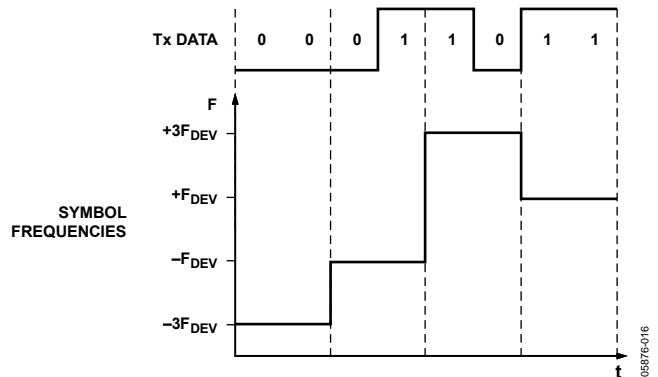 Tx DATA 0 0 0 1 1 0 1 1
F
+3FDEV
+FDEV
SYMBOL
FREQUENCIES
–FDEV
–3FDEV
t
05876-016